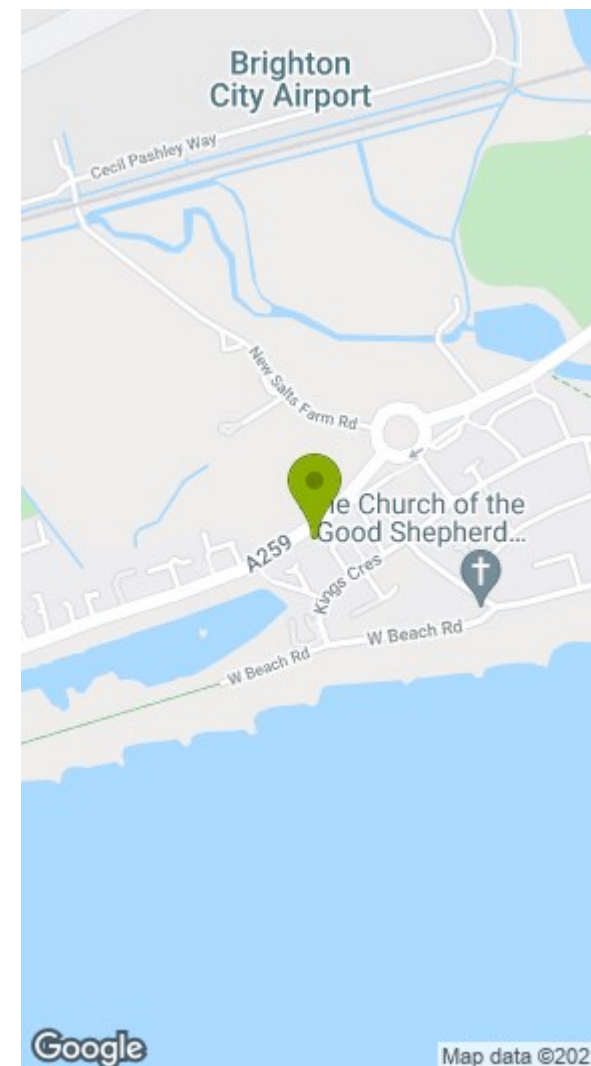 Brighton
City Airport
Cecil Pashley Way
New Salts Farm Rd
Church of the
Good Shepherd...
A259
Kings Cres
W Beach Rd
W Beach Rd
Google
Map data ©202